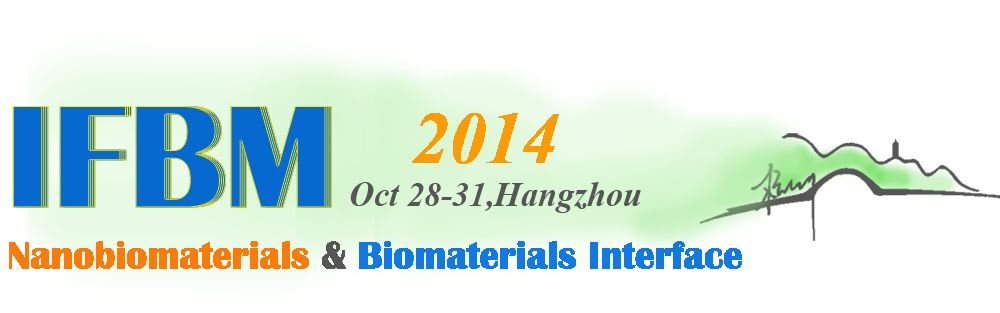 IFBM
2014
Oct 28-31,Hangzhou
Nanobiomaterials & Biomaterials Interface